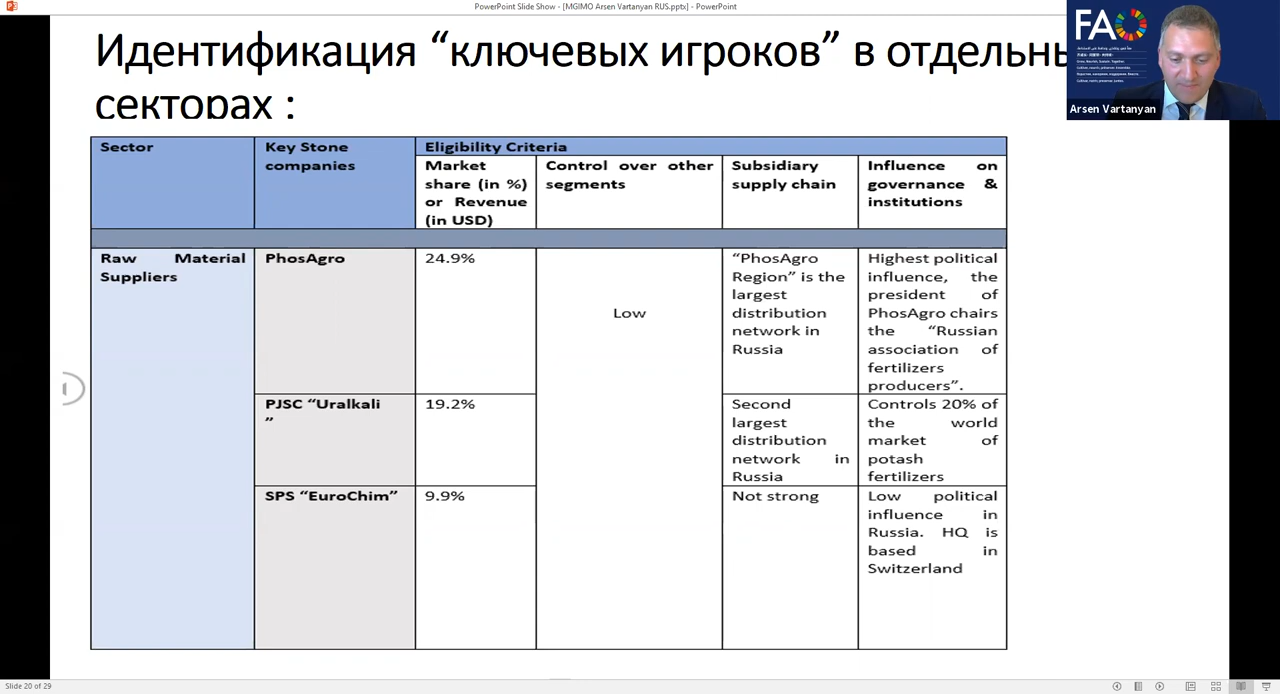 PowerPoint Slide Show - [MGIMO Arsen Vartanyan RUS.pptx] - PowerPoint
Идентификация “ключевых игроков” в отдельны
секторах :
FAO
Arsen Vartanyan
Sector
Key Stone
companies
Eligibility Criteria
Market
share (in %)
or Revenue
(in USD)
Control over other
segments
Subsidiary
supply chain
Influence on
governance &
institutions
Raw Material
Suppliers
PhosAgro
24.9%
Low
“PhosAgro
Region” is the
largest
distribution
network in
Russia
Highest political
influence, the
president of
PhosAgro chairs
the “Russian
association of
fertilizers
producers”.
PJSC “Uralkali
”
19.2%
Second
largest
distribution
network in
Russia
Controls 20% of
the world
market of
potash
fertilizers
SPS “EuroChim”
9.9%
Not strong
Low political
influence in
Russia. HQ is
based in
Switzerland
Slide 20 of 29